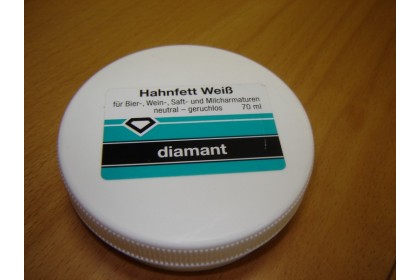 Hahnfett Weiß
für Bier-, Wein-, Saft- und Milcharmaturen
neutral – geruchlos 70 ml
diamant